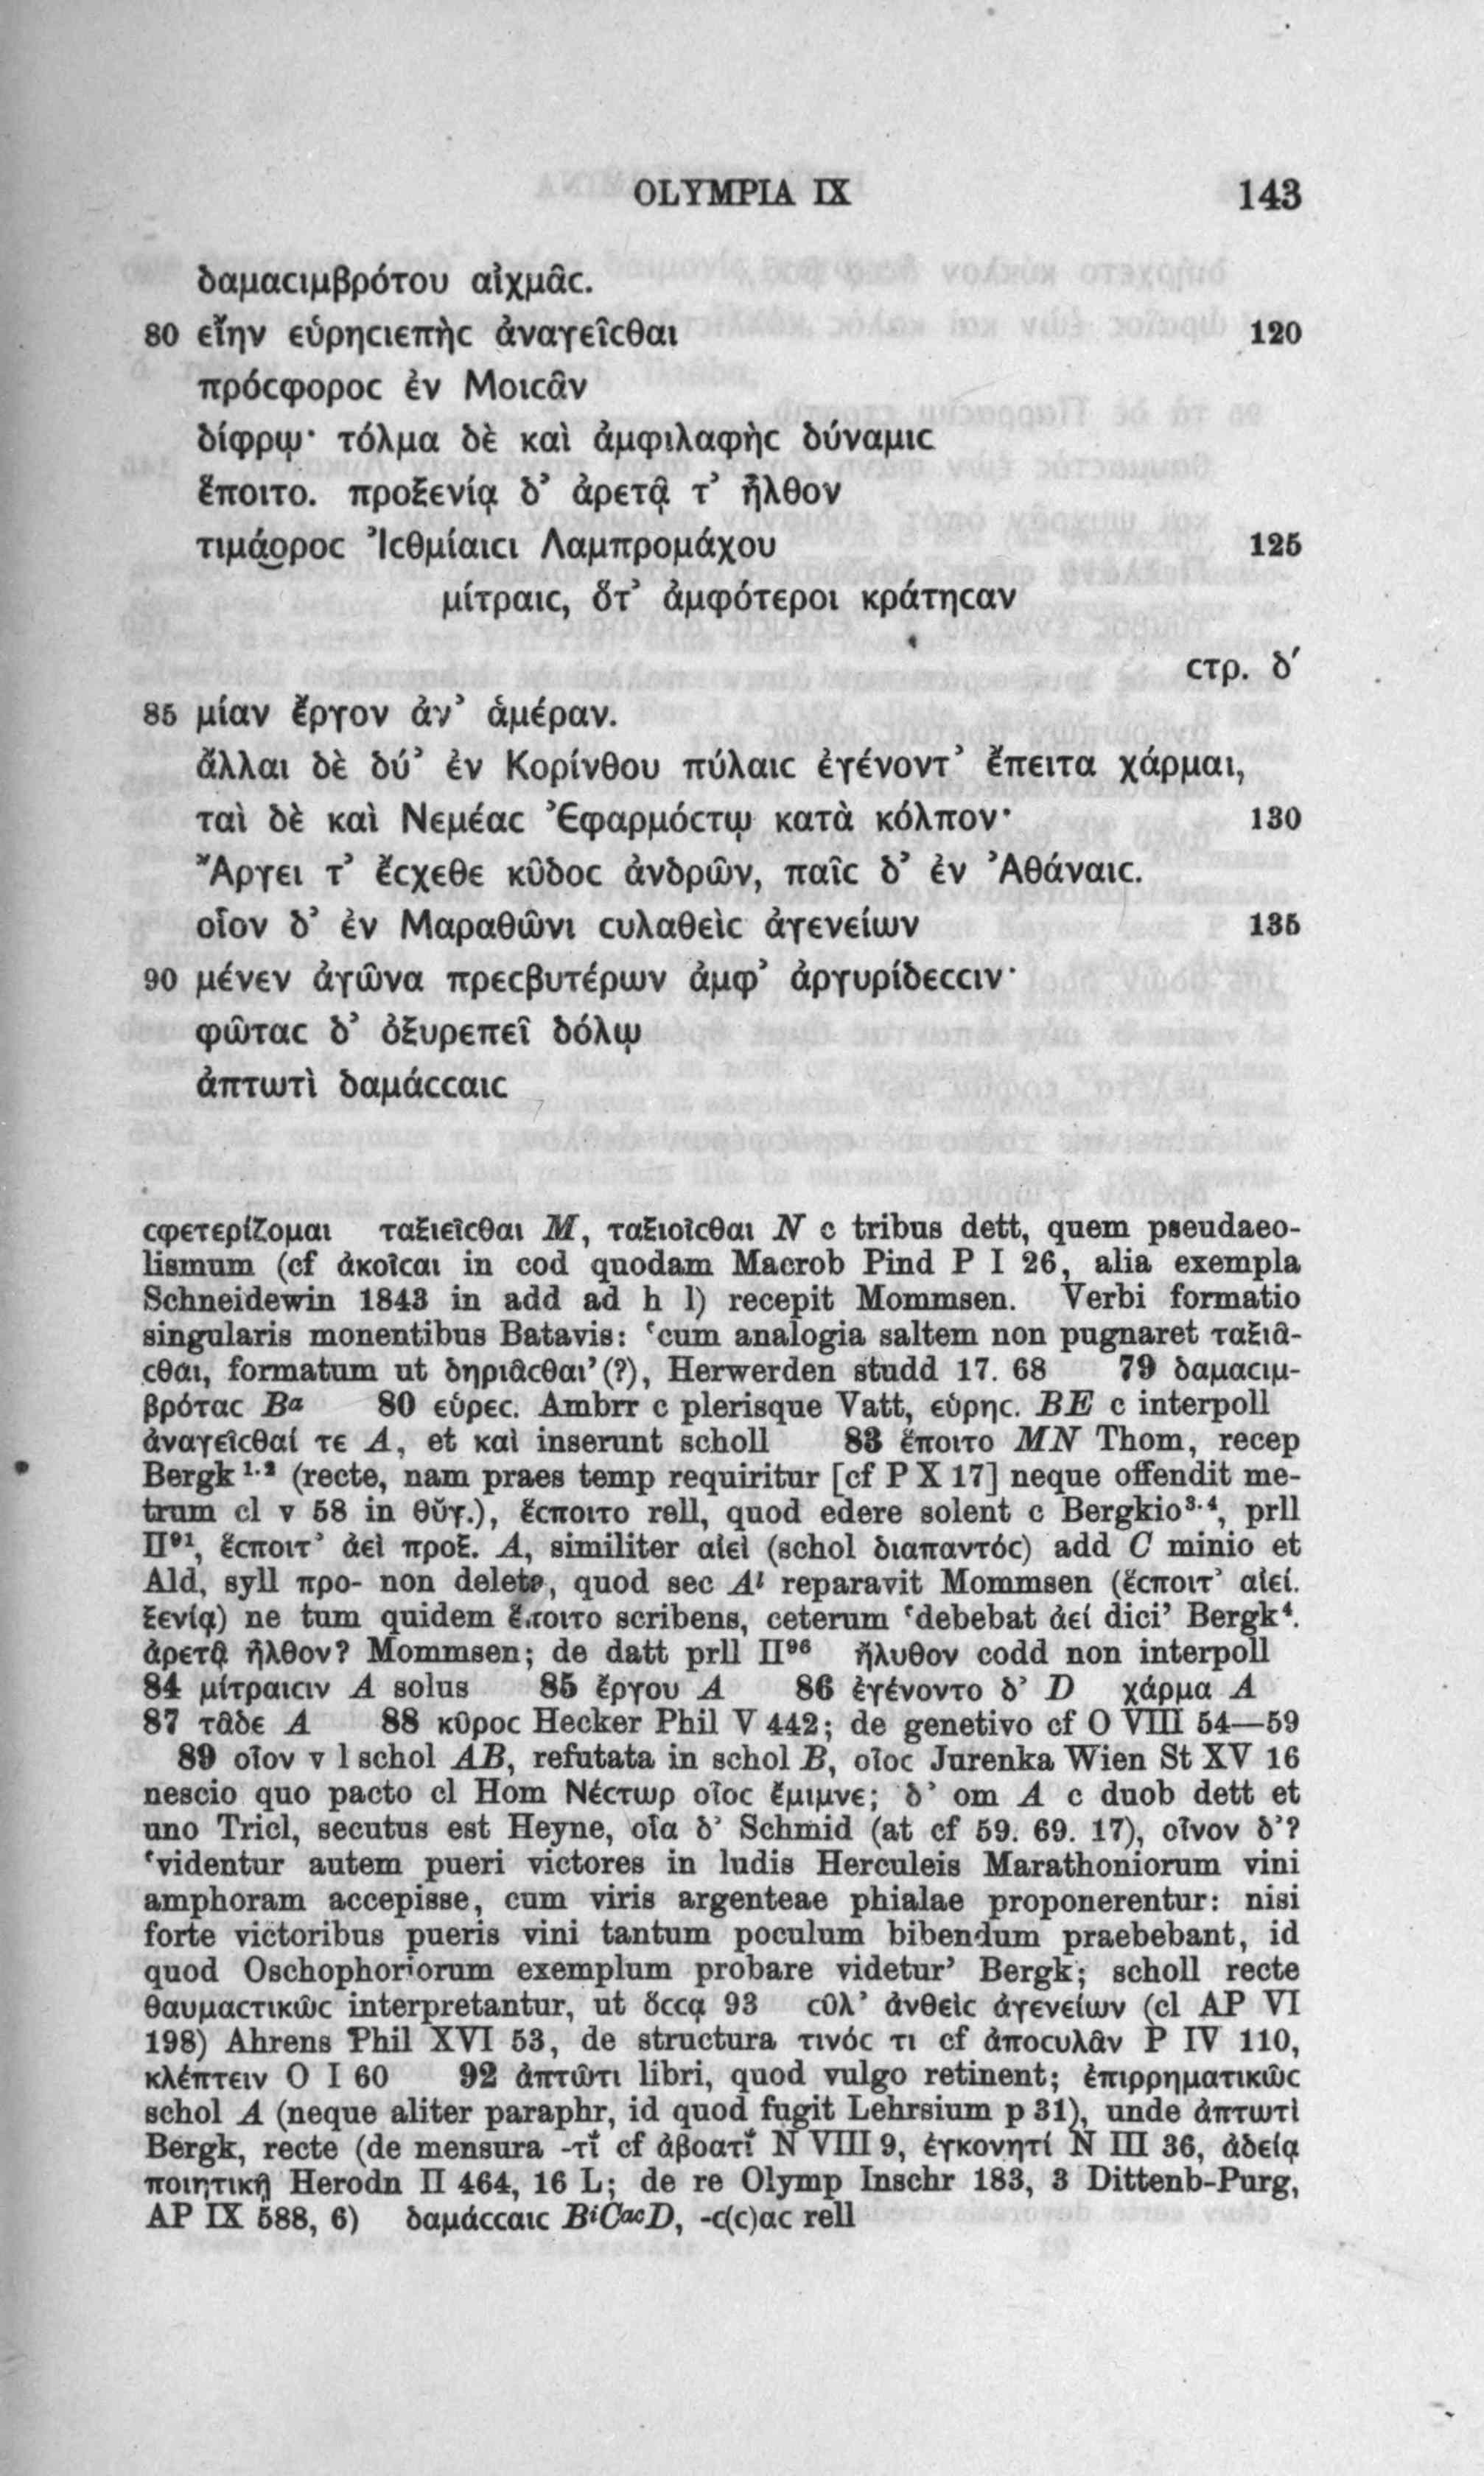 OLYMPIA IX 143
δαμαςιμβρότου αἰχμᾶς.
80 εἴην εὑρηςιεπὴς ἀναγεῖςθαι 120
πρόςφορος ἐν Μοιςᾶν
δίφρῳ· τόλμα δὲ καὶ ἀμφιλαφὴς δύναμις
ἕποιτο. προξενίᾳ δ’ ἀρετᾷ τ’ ἦλθον
τιμάορος Ἰςθμίαιςι Λαμπρομάχου 125
μίτραις, ὅτ’ ἀμφότεροι κράτηςαν
ςτρ. δ′
85 μίαν ἔργον ἀν’ ἁμέραν.
ἄλλαι δὲ δύ’ ἐν Κορίνθου πύλαις ἐγένοντ’ ἔπειτα χάρμαι,
ταὶ δὲ καὶ Νεμέας Ἐφαρμόςτῳ κατὰ κόλπον· 130
Ἄργει τ’ ἔςχεθε κῦδος ἀνδρῶν, παῖς δ’ ἐν Ἀθάναις.
οἷον δ’ ἐν Μαραθῶνι ςυλαθεὶς ἀγενείων 135
90 μένεν ἀγῶνα πρεςβυτέρων ἀμφ’ ἀργυρίδεςςιν·
φῶτας δ’ ὀξυρεπεῖ δόλῳ
ἀπτωτὶ δαμάςςαις
ςφετερίζομαι ταξιεῖςθαι M, ταξιοῖςθαι N c tribus dett, quem pseudaeo-
lismum (cf ἀκοῖςαι in cod quodam Macrob Pind P I 26, alia exempla
Schneidewin 1843 in add ad h l) recepit Mommsen. Verbi formatio
singularis monentibus Batavis: ‘cum analogia saltem non pugnaret ταξιᾶ-
ςθαι, formatum ut δηριᾶςθαι’ (?), Herwerden studd 17. 68 79 δαμαςιμ-
βρότας Ba 80 εὑρες. Ambrr c plerisque Vatt, εὑρης. BE c interpoll
ἀναγεῖςθαί τε A, et καὶ inserunt scholl 83 ἕποιτο MN Thom, recep
Bergk¹·² (recte, nam praes temp requiritur [cf P X 17] neque offendit me-
trum cl v 58 in θῡγ.), ἕςποιτο rell, quod edere solent c Bergkio³·⁴, prll
II⁹¹, ἕςποιτ’ ἀεὶ προξ. A, similiter αἰεὶ (schol διαπαντός) add C minio et
Ald, syll προ- non deleta, quod sec Aˡ reparavit Mommsen (ἕςποιτ’ αἰεί.
ξενίᾳ) ne tum quidem ἕποιτο scribens, ceterum ‘debebat ἀεί dici’ Bergk⁴.
ἀρετᾷ ἦλθον? Mommsen; de datt prll II⁹⁶ ἤλυθον codd non interpoll
84 μίτραιςιν A solus 85 ἔργου A 86 ἐγένοντο δ’ D χάρμα A
87 τᾶδε A 88 κῦρος Hecker Phil V 442; de genetivo cf O VIII 54—59
89 οἷον v l schol AB, refutata in schol B, οἷος Jurenka Wien St XV 16
nescio quo pacto cl Hom Νέςτωρ οἷος ἔμιμνε; δ’ om A c duob dett et
uno Tricl, secutus est Heyne, οἷα δ’ Schmid (at cf 59. 69. 17), οἶνον δ’?
‘videntur autem pueri victores in ludis Herculeis Marathoniorum vini
amphoram accepisse, cum viris argenteae phialae proponerentur: nisi
forte victoribus pueris vini tantum poculum bibendum praebebant, id
quod Oschophoriorum exemplum probare videtur’ Bergk; scholl recte
θαυμαςτικῶς interpretantur, ut ὅςςᾳ 93 ςῦλ’ ἀνθεὶς ἀγενείων (cl AP VI
198) Ahrens Phil XVI 53, de structura τινός τι cf ἀποςυλᾶν P IV 110,
κλέπτειν O I 60 92 ἀπτῶτι libri, quod vulgo retinent; ἐπιρρηματικῶς
schol A (neque aliter paraphr, id quod fugit Lehrsium p 31), unde ἀπτωτὶ
Bergk, recte (de mensura -τῐ cf ἀβοατῐ N VIII 9, ἐγκονητί N III 36, ἀδείᾳ
ποιητικῇ Herodn II 464, 16 L; de re Olymp Inschr 183, 3 Dittenb-Purg,
AP IX 588, 6) δαμάςςαις BⁱCᵃᶜD, -ς(ς)ας rell